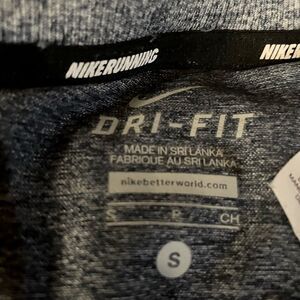 NIKERUNNING
NIKE
DRI-FIT
MADE IN SRI LANKA
FABRIQUE AU SRI LANKA
nikebetterworld.com
S P CH
S